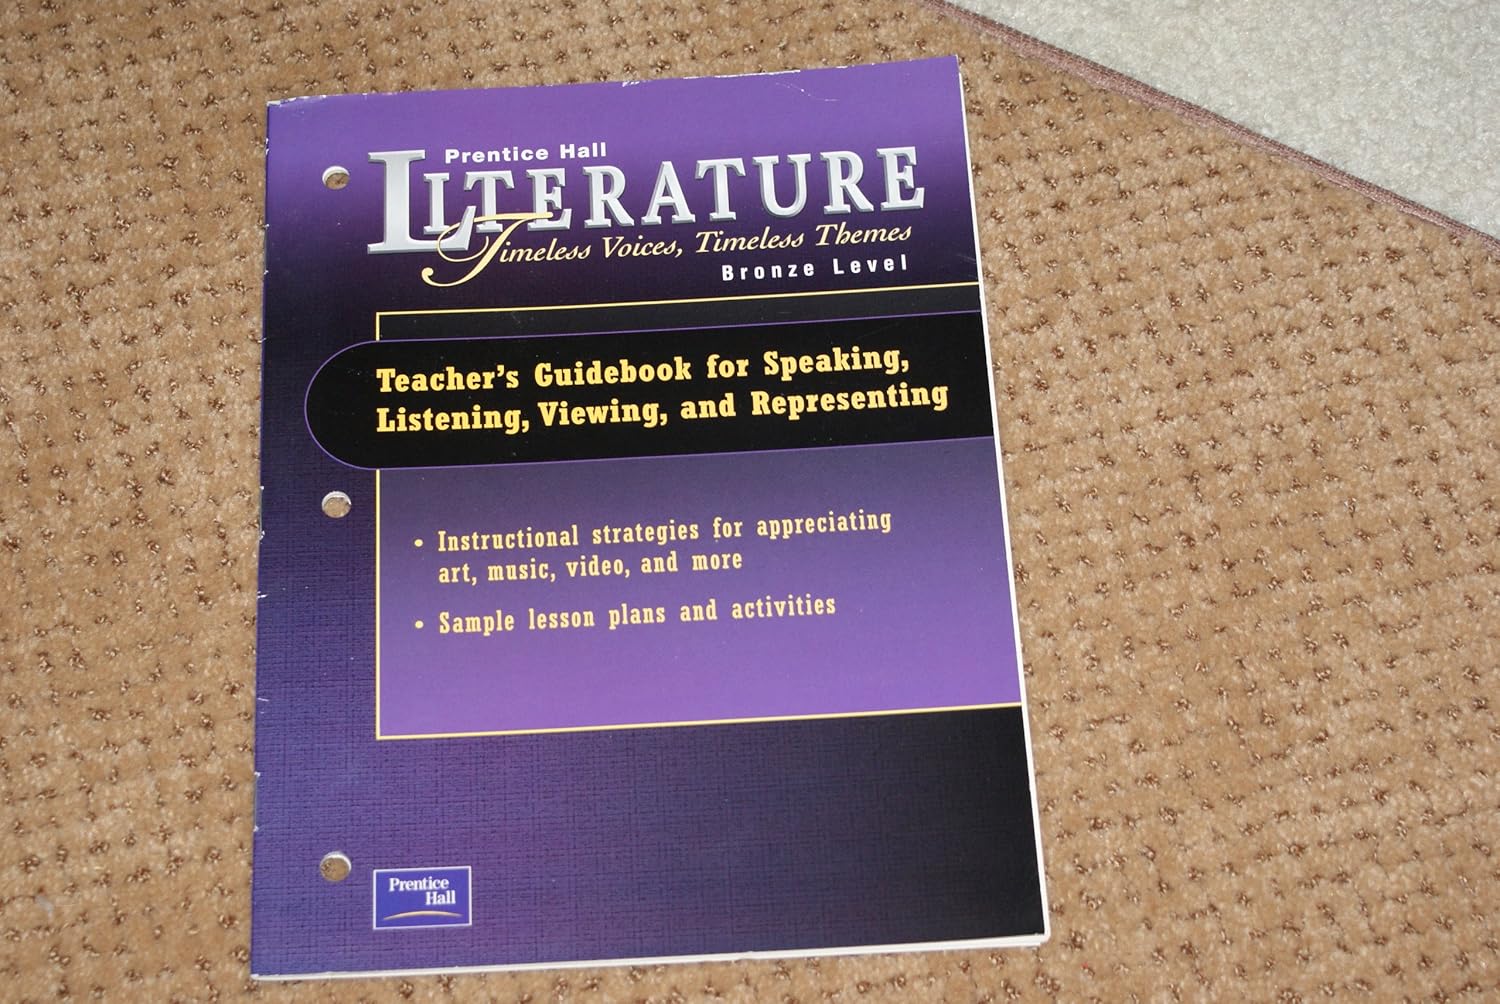 Prentice Hall
LITERATURE
Timeless Voices, Timeless Themes
Bronze Level
Teacher's Guidebook for Speaking,
Listening, Viewing, and Representing
• Instructional strategies for appreciating
art, music, video, and more
• Sample lesson plans and activities
Prentice
Hall